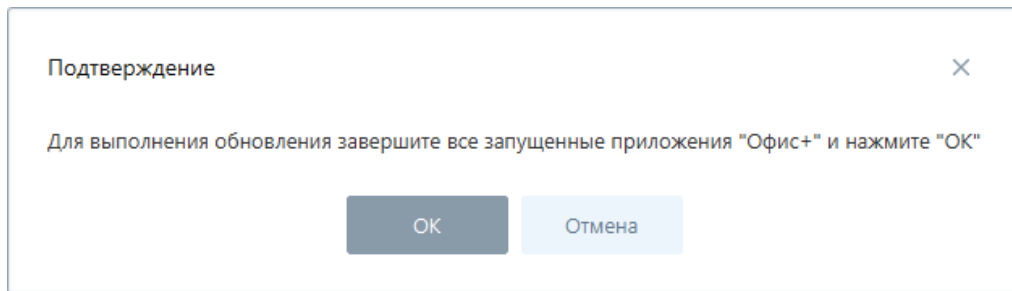 Подтверждение
Для выполнения обновления завершите все запущенные приложения "Офис+" и нажмите "ОК"
ОК
Отмена